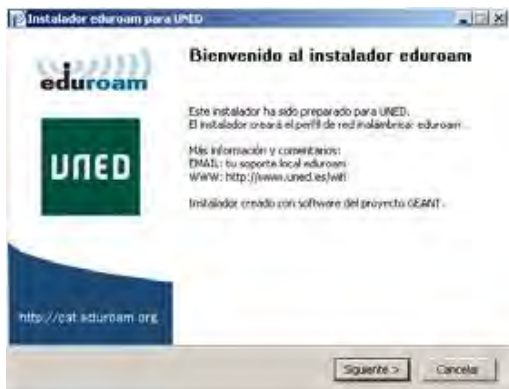 Instalador eduroam para UNED
eduroam
UNED
http://cat.eduroam.org
Bienvenido al instalador eduroam
Este instalador ha sido preparado para UNED.
El instalador creará el perfil de red inalámbrica: eduroam
Más información y comentarios:
EMAIL: tu soporte local eduroam
WWW: http://www.uned.es/wifi
Instalador creado con software del proyecto GEANT.
Siguiente >
Cancelar